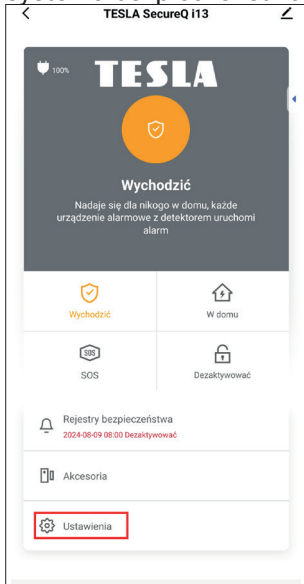 TESLA SecureQ i13
100%
TESLA
Wychodzić
Nadaje się dla nikogo w domu, każde
urządzenie alarmowe z detektorem uruchomi
alarm
Wychodzić
W domu
SOS
SOS
Dezaktywować
Rejestry bezpieczeństwa
2024-08-09 08:00 Dezaktywować
Akcesoria
Ustawienia